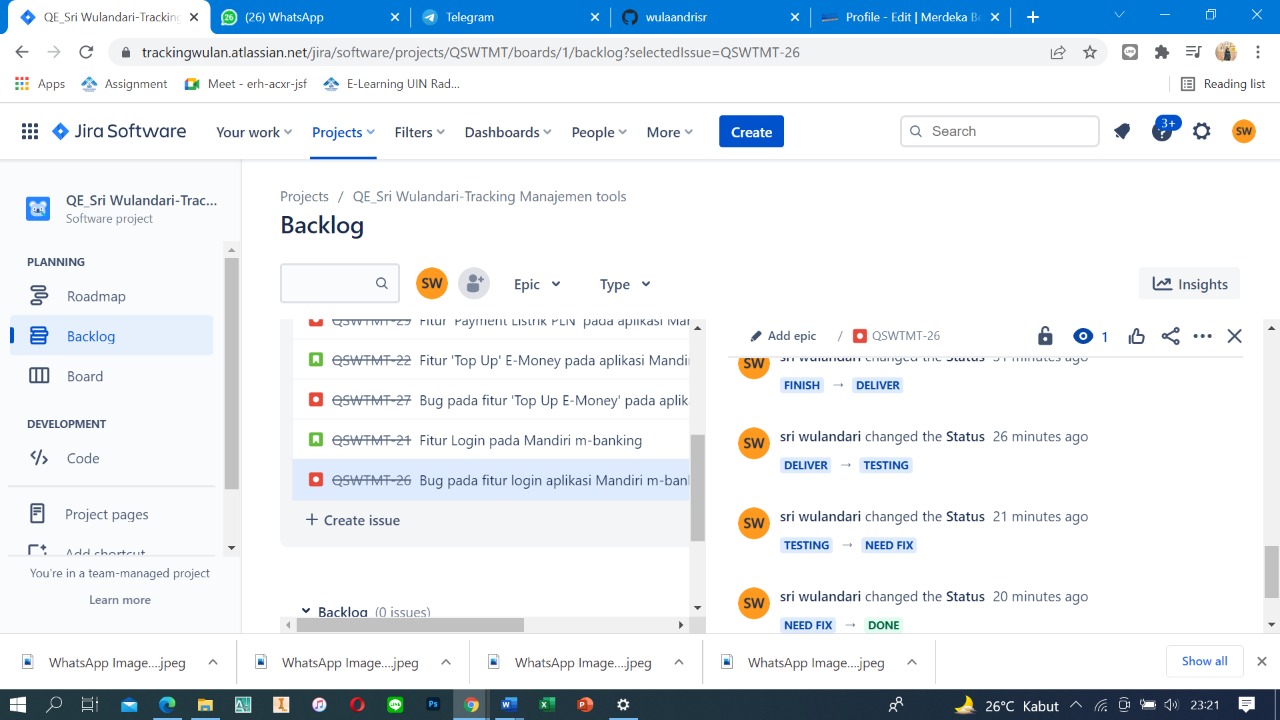 QE_Sri Wulandari-Tracking
(26) WhatsApp
Telegram
wulaandrisr
Profile - Edit | Merdeka Be
trackingwulan.atlassian.net/jira/software/projects/QSWTMT/boards/1/backlog?selectedIssue=QSWTMT-26
Apps
Assignment
Meet - erh-acxr-jsf
E-Learning UIN Rad...
Reading list
Jira Software
Your work
Projects
Filters
Dashboards
People
More
Create
Search
3+
SW
QE_Sri Wulandari-Trac...
Software project
PLANNING
Roadmap
Backlog
Board
DEVELOPMENT
Code
Project pages
Add shortcut
You're in a team-managed project
Learn more
Projects / QE_Sri Wulandari-Tracking Manajemen tools
Backlog
SW
Epic
Type
Insights
QSWTMT-25 Fitur 'Payment Listrik PLN' pada aplikasi Mar
QSWTMT-22 Fitur 'Top Up' E-Money pada aplikasi Mandi
QSWTMT-27 Bug pada fitur 'Top Up E-Money' pada aplik
QSWTMT-21 Fitur Login pada Mandiri m-banking
QSWTMT-26 Bug pada fitur login aplikasi Mandiri m-ban
+ Create issue
Backlog (0 issues)
Add epic / QSWTMT-26
1
SW
sri wulandari changed the Status 31 minutes ago
FINISH → DELIVER
SW
sri wulandari changed the Status 26 minutes ago
DELIVER → TESTING
SW
sri wulandari changed the Status 21 minutes ago
TESTING → NEED FIX
SW
sri wulandari changed the Status 20 minutes ago
NEED FIX → DONE
WhatsApp Image....jpeg
WhatsApp Image....jpeg
WhatsApp Image....jpeg
WhatsApp Image....jpeg
Show all
26°C Kabut
23:21